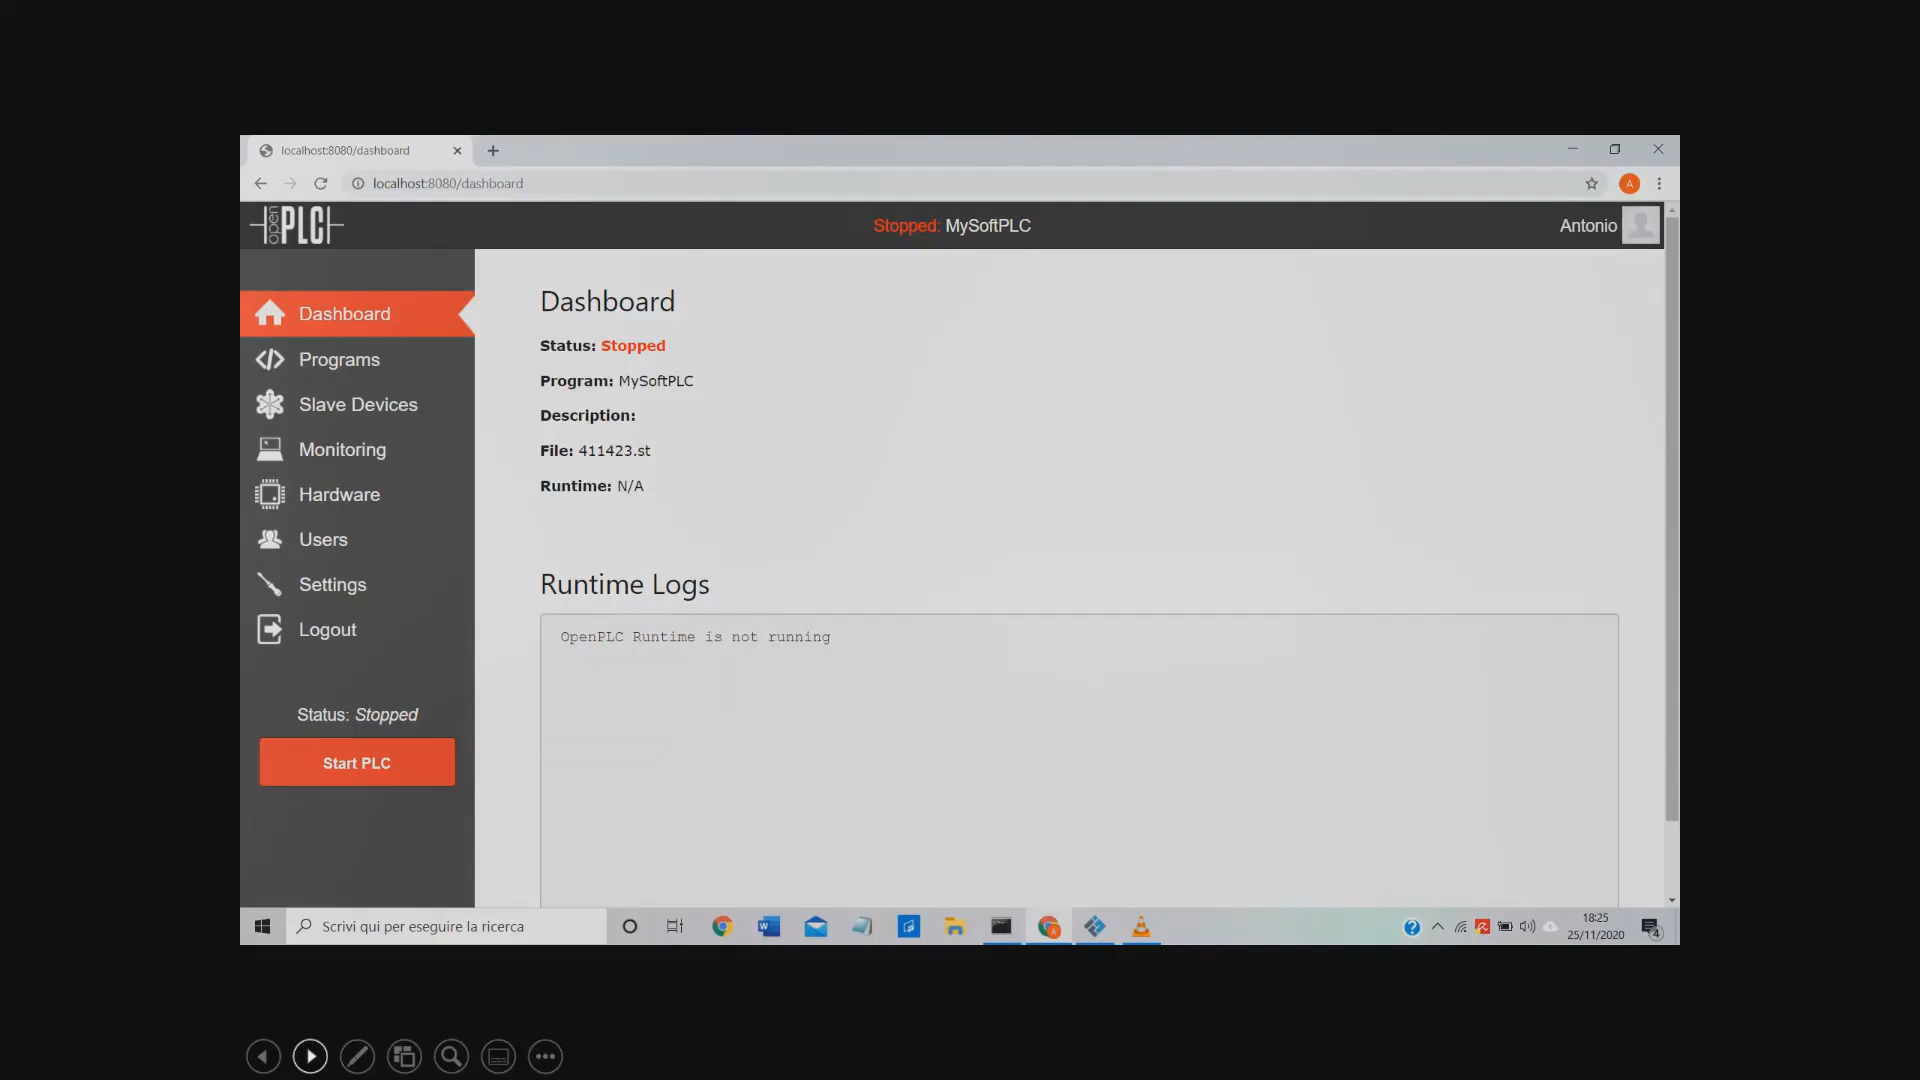 localhost:8080/dashboard
localhost:8080/dashboard
A
open PLC
Stopped: MySoftPLC
Antonio
Dashboard
Programs
Slave Devices
Monitoring
Hardware
Users
Settings
Logout
Status: Stopped
Start PLC
Dashboard
Status: Stopped
Program: MySoftPLC
Description:
File: 411423.st
Runtime: N/A
Runtime Logs
OpenPLC Runtime is not running
Scrivi qui per eseguire la ricerca
18:25
25/11/2020
4